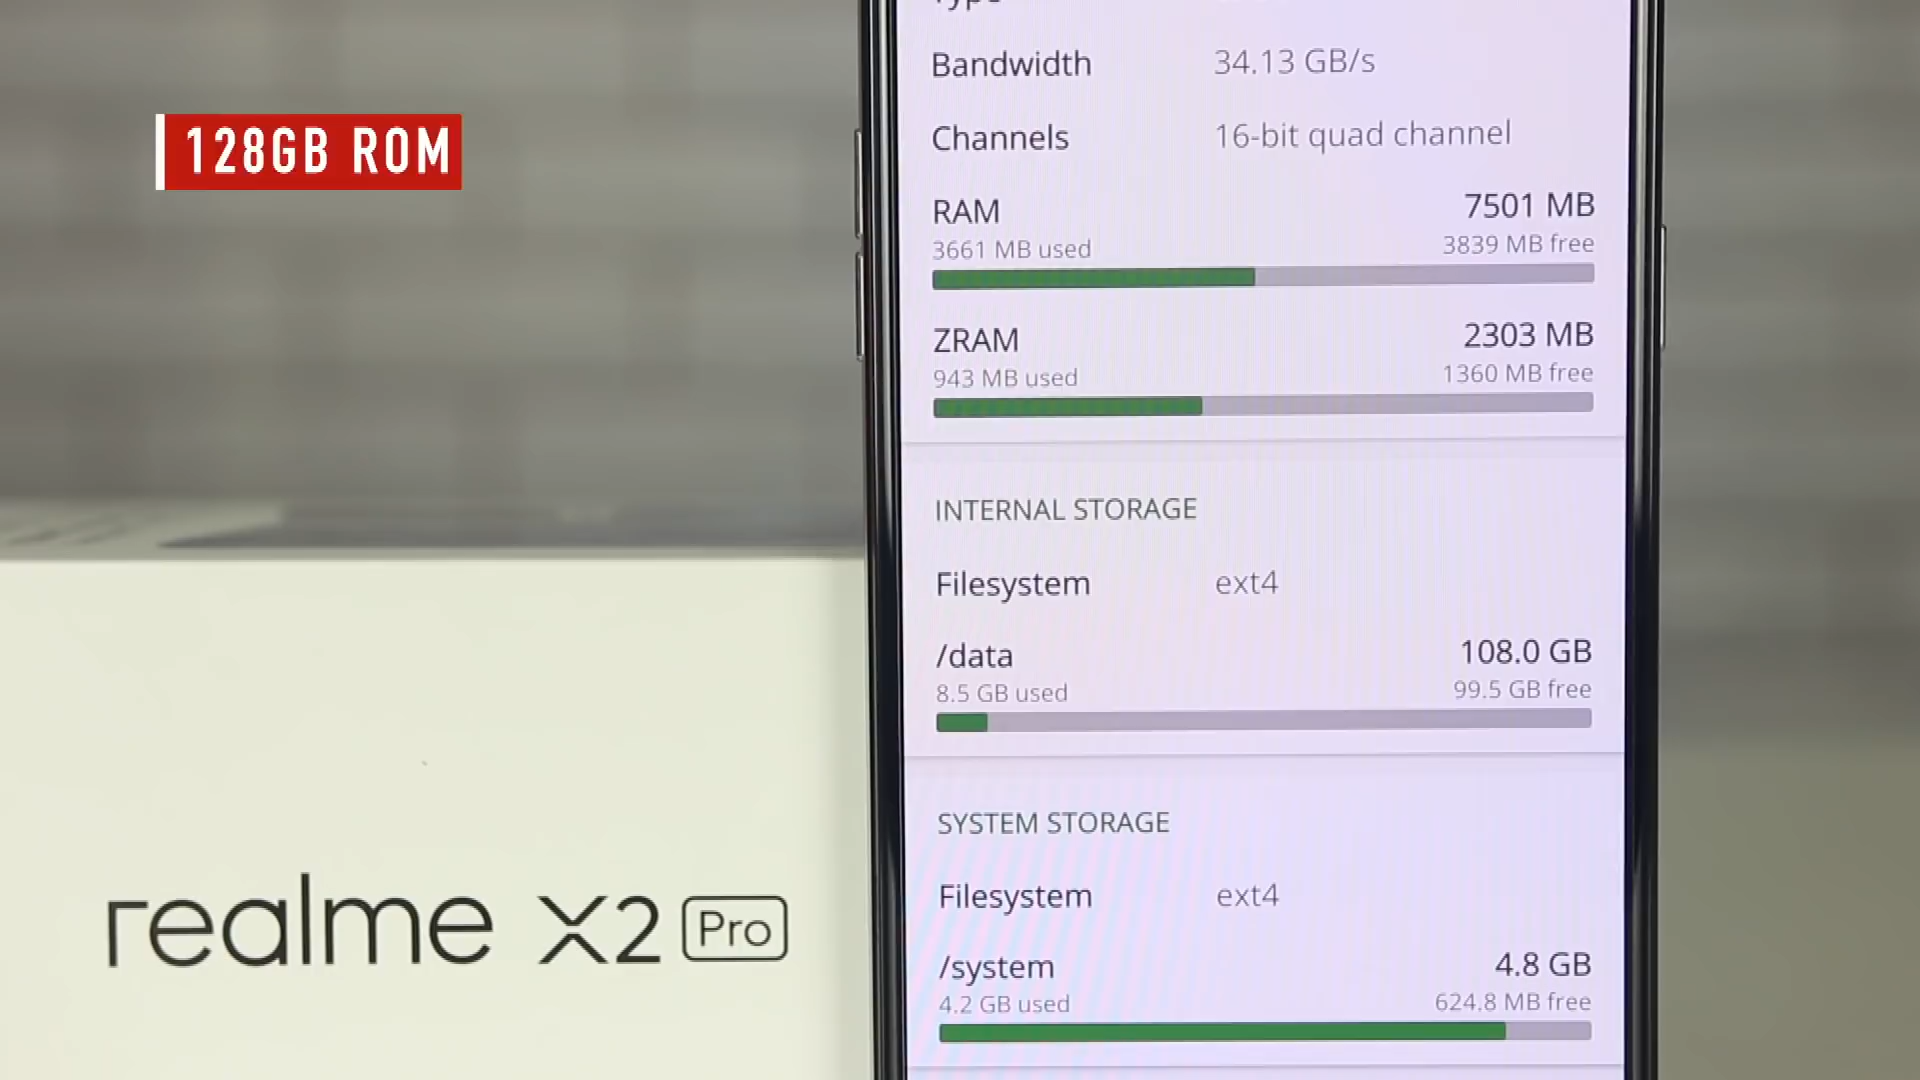 128GB ROM
Bandwidth 34.13 GB/s
Channels 16-bit quad channel
RAM 7501 MB
3661 MB used 3839 MB free
ZRAM 2303 MB
943 MB used 1360 MB free
INTERNAL STORAGE
Filesystem ext4
/data 108.0 GB
8.5 GB used 99.5 GB free
SYSTEM STORAGE
Filesystem ext4
/system 4.8 GB
4.2 GB used 624.8 MB free
realme X2 Pro